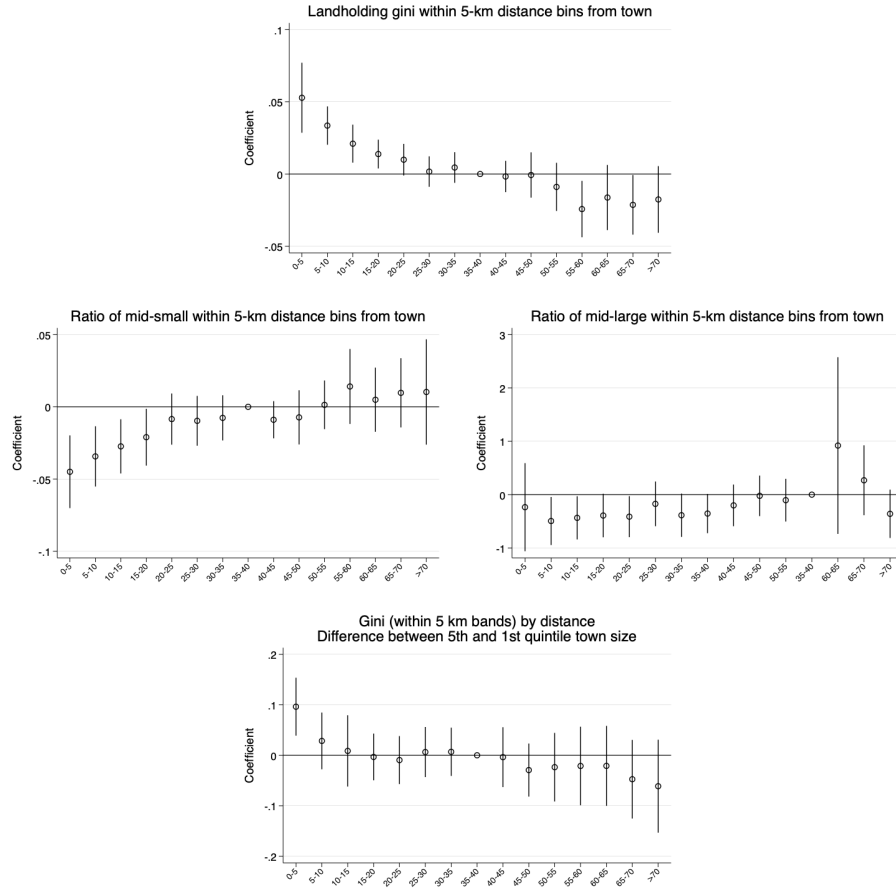 Landholding gini within 5-km distance bins from town
.1
.05
0
-.05
Coefficient
0-5 5-10 10-15 15-20 20-25 25-30 30-35 35-40 40-45 45-50 50-55 55-60 60-65 65-70 >70
Ratio of mid-small within 5-km distance bins from town
.05
0
-.05
-.1
Coefficient
0-5 5-10 10-15 15-20 20-25 25-30 30-35 35-40 40-45 45-50 50-55 55-60 60-65 65-70 >70
Ratio of mid-large within 5-km distance bins from town
3
2
1
0
-1
Coefficient
0-5 5-10 10-15 15-20 20-25 25-30 30-35 35-40 40-45 45-50 50-55 35-40 60-65 65-70 >70
Gini (within 5 km bands) by distance
Difference between 5th and 1st quintile town size
.2
.1
0
-.1
-.2
Coefficient
0-5 5-10 10-15 15-20 20-25 25-30 30-35 35-40 40-45 45-50 50-55 55-60 60-65 65-70 >70